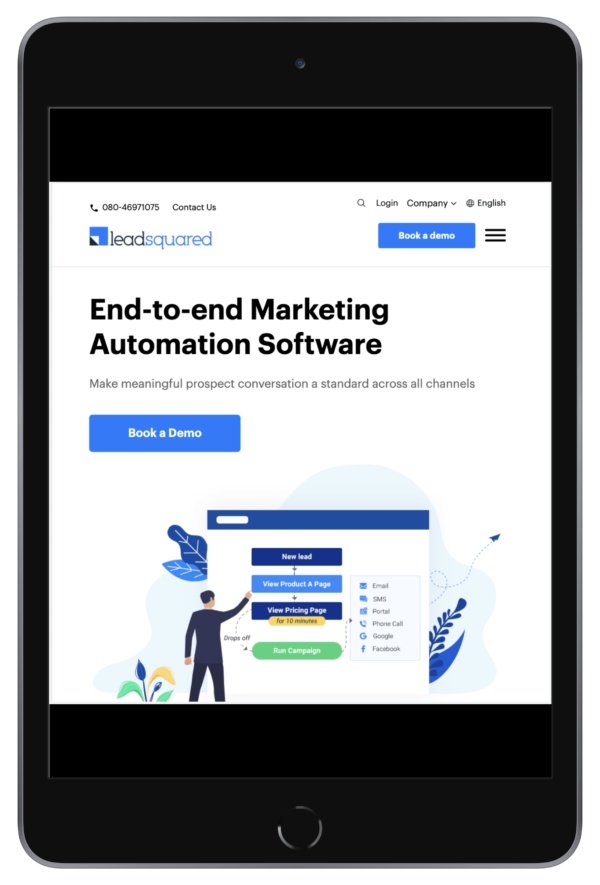 080-46971075 Contact Us
Login Company English
leadsquared
Book a demo
End-to-end Marketing
Automation Software
Make meaningful prospect conversation a standard across all channels
Book a Demo
New lead
View Product A Page
View Pricing Page
for 10 minutes
Drops off
Run Campaign
Email
SMS
Portal
Phone Call
Google
Facebook